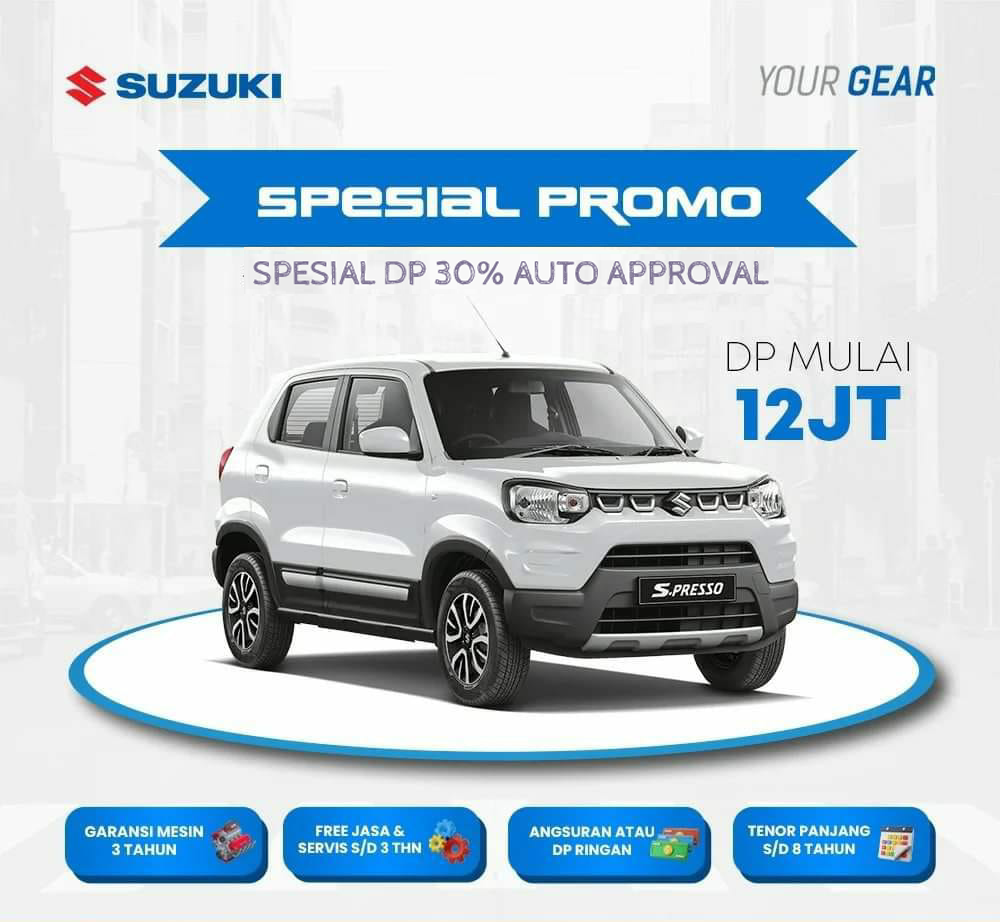 SUZUKI
YOUR GEAR
SPESIAL PROMO
SPESIAL DP 30% AUTO APPROVAL
DP MULAI
12JT
S-PRESSO
GARANSI MESIN
3 TAHUN
FREE JASA &
SERVIS S/D 3 THN
ANGSURAN ATAU
DP RINGAN
TENOR PANJANG
S/D 8 TAHUN